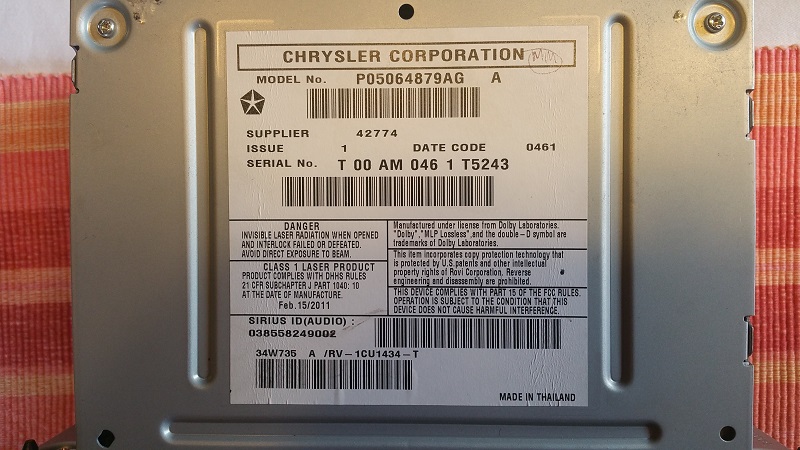 CHRYSLER CORPORATION
MODEL No. P05064879AG A
SUPPLIER 42774
ISSUE 1 DATE CODE 0461
SERIAL No. T 00 AM 046 1 T5243
DANGER
INVISIBLE LASER RADIATION WHEN OPENED
AND INTERLOCK FAILED OR DEFEATED.
AVOID DIRECT EXPOSURE TO BEAM.
CLASS 1 LASER PRODUCT
PRODUCT COMPLIES WITH DHHS RULES
21 CFR SUBCHAPTER J PART 1040: 10
AT THE DATE OF MANUFACTURE.
Feb.15/2011
Manufactured under license from Dolby Laboratories.
"Dolby","MLP Lossless",and the double-D symbol are
trademarks of Dolby Laboratories.
This item incorporates copy protection technology that
is protected by U.S.patents and other intellectual
property rights of Rovi Corporation. Reverse
engineering and disassembly are prohibited.
THIS DEVICE COMPLIES WITH PART 15 OF THE FCC RULES.
OPERATION IS SUBJECT TO THE CONDITION THAT THIS
DEVICE DOES NOT CAUSE HARMFUL INTERFERENCE.
SIRIUS ID(AUDIO) :
038558249002
34W735 A /RV-1CU1434-T
MADE IN THAILAND